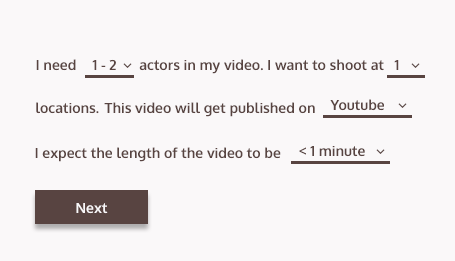 I need 1 - 2 actors in my video. I want to shoot at 1
locations. This video will get published on Youtube
I expect the length of the video to be < 1 minute
Next